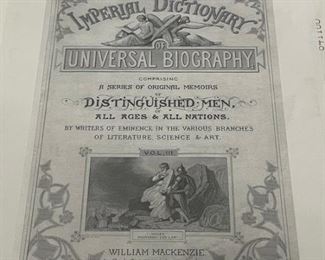 IMPERIAL DICTIONARY
OF
UNIVERSAL BIOGRAPHY
COMPRISING
A SERIES OF ORIGINAL MEMOIRS
OF
DISTINGUISHED MEN,
OF
ALL AGES & ALL NATIONS.
BY WRITERS OF EMINENCE IN THE VARIOUS BRANCHES
OF LITERATURE, SCIENCE & ART.
VOL. III
WILLIAM MACKENZIE.